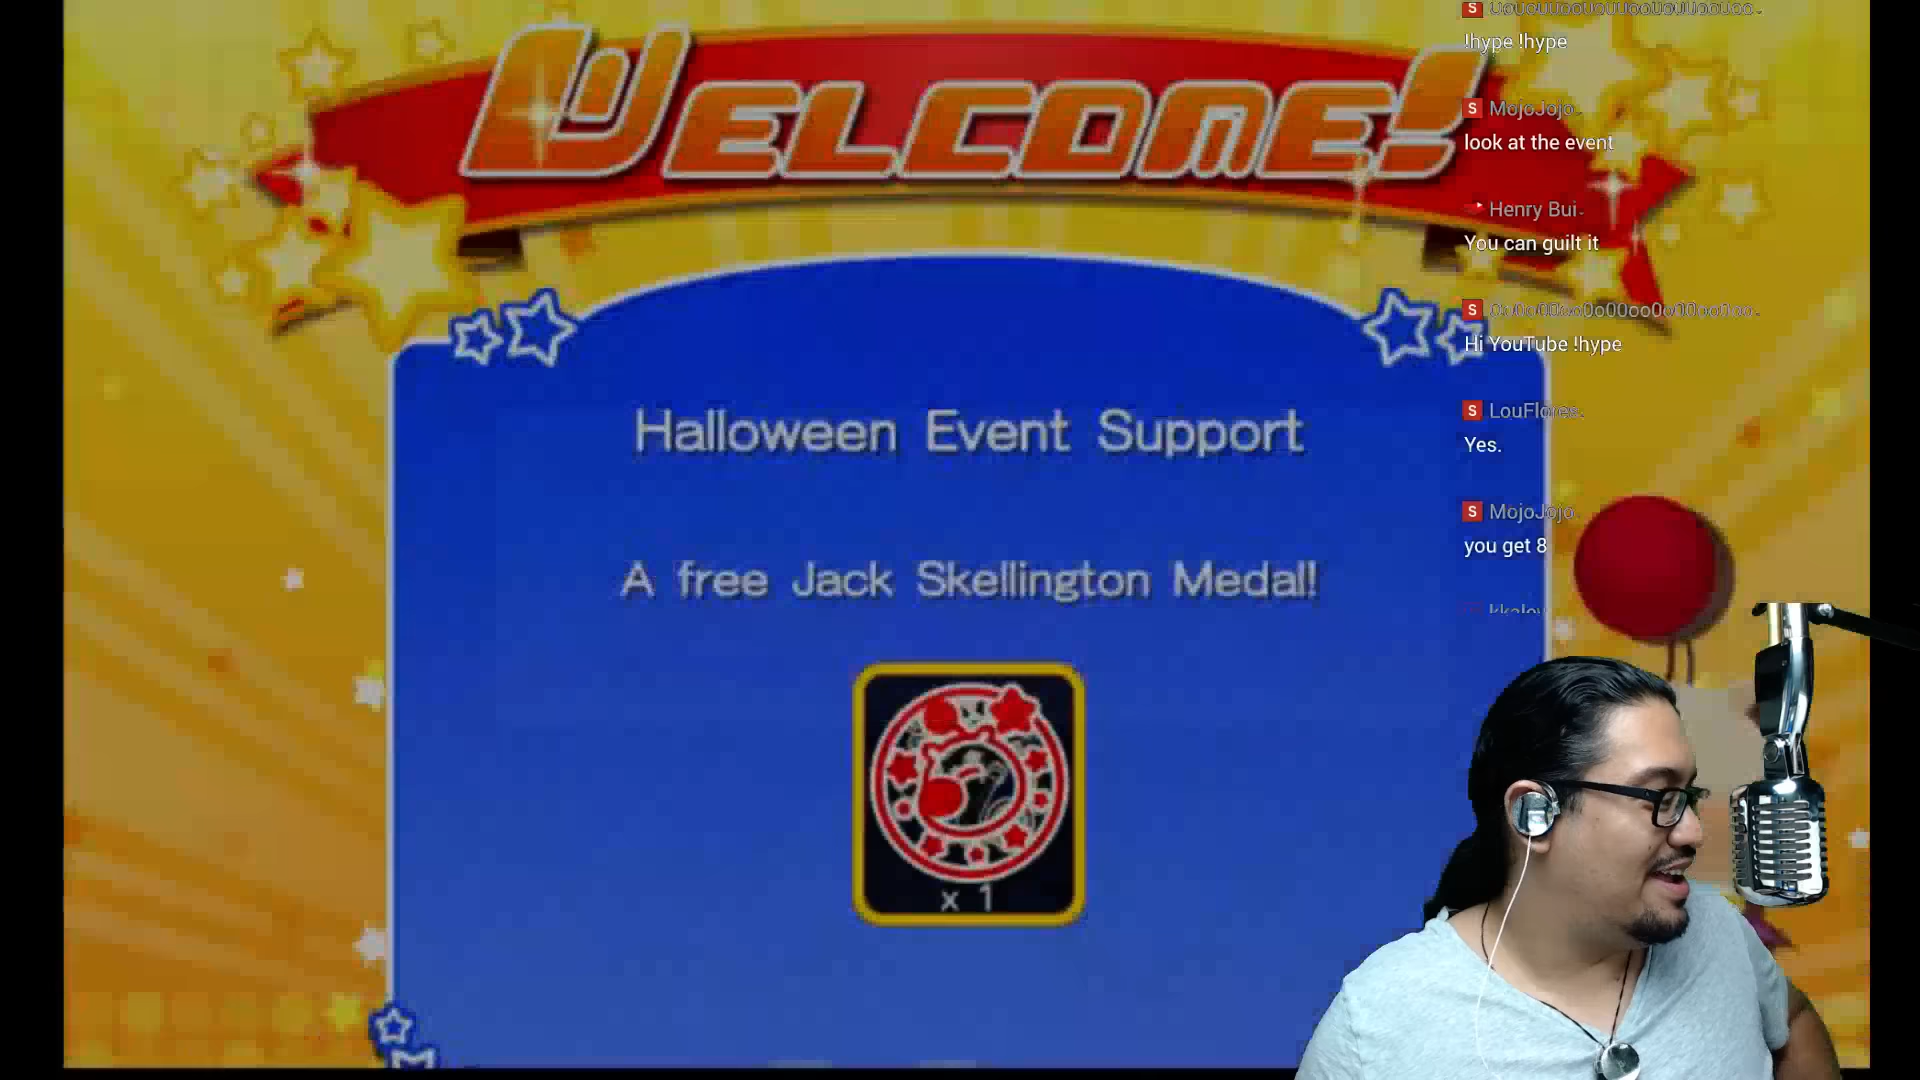 WELCOME!
Halloween Event Support
A free Jack Skellington Medal!
x 1
!hype !hype
S MojoJojo
look at the event
Henry Bui
You can guilt it
S
Hi YouTube !hype
S LouFlores
Yes.
S MojoJojo
you get 8